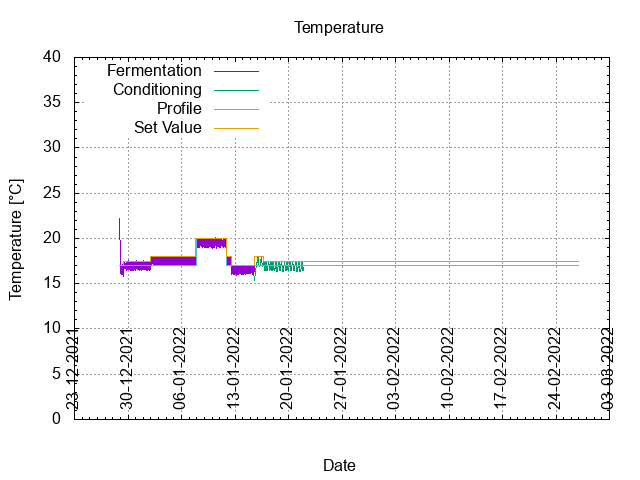 Temperature
40
35
30
25
20
15
10
5
0
Temperature [°C]
Fermentation
Conditioning
Profile
Set Value
23-12-2021
30-12-2021
06-01-2022
13-01-2022
20-01-2022
27-01-2022
03-02-2022
10-02-2022
17-02-2022
24-02-2022
03-03-2022
Date